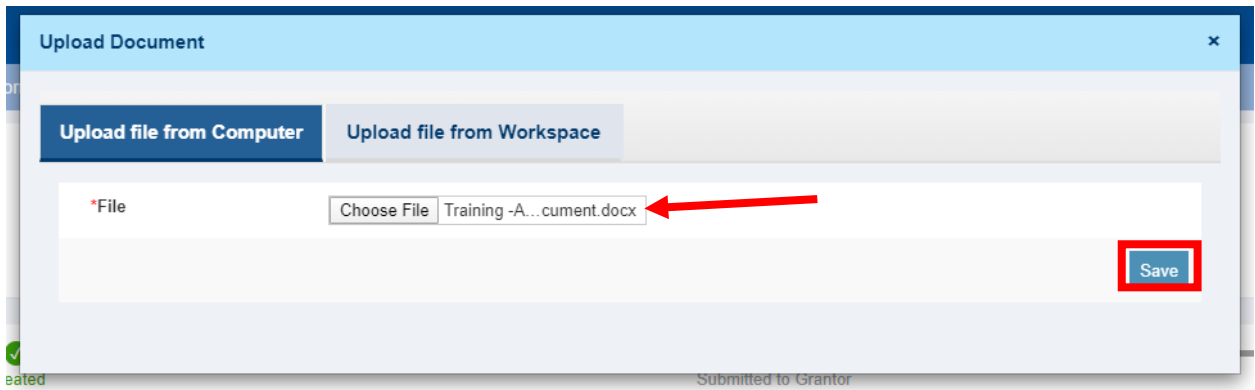 Upload Document ×
or
Upload file from Computer Upload file from Workspace
*File Choose File Training -A...cument.docx
Save
eated Submitted to Grantor